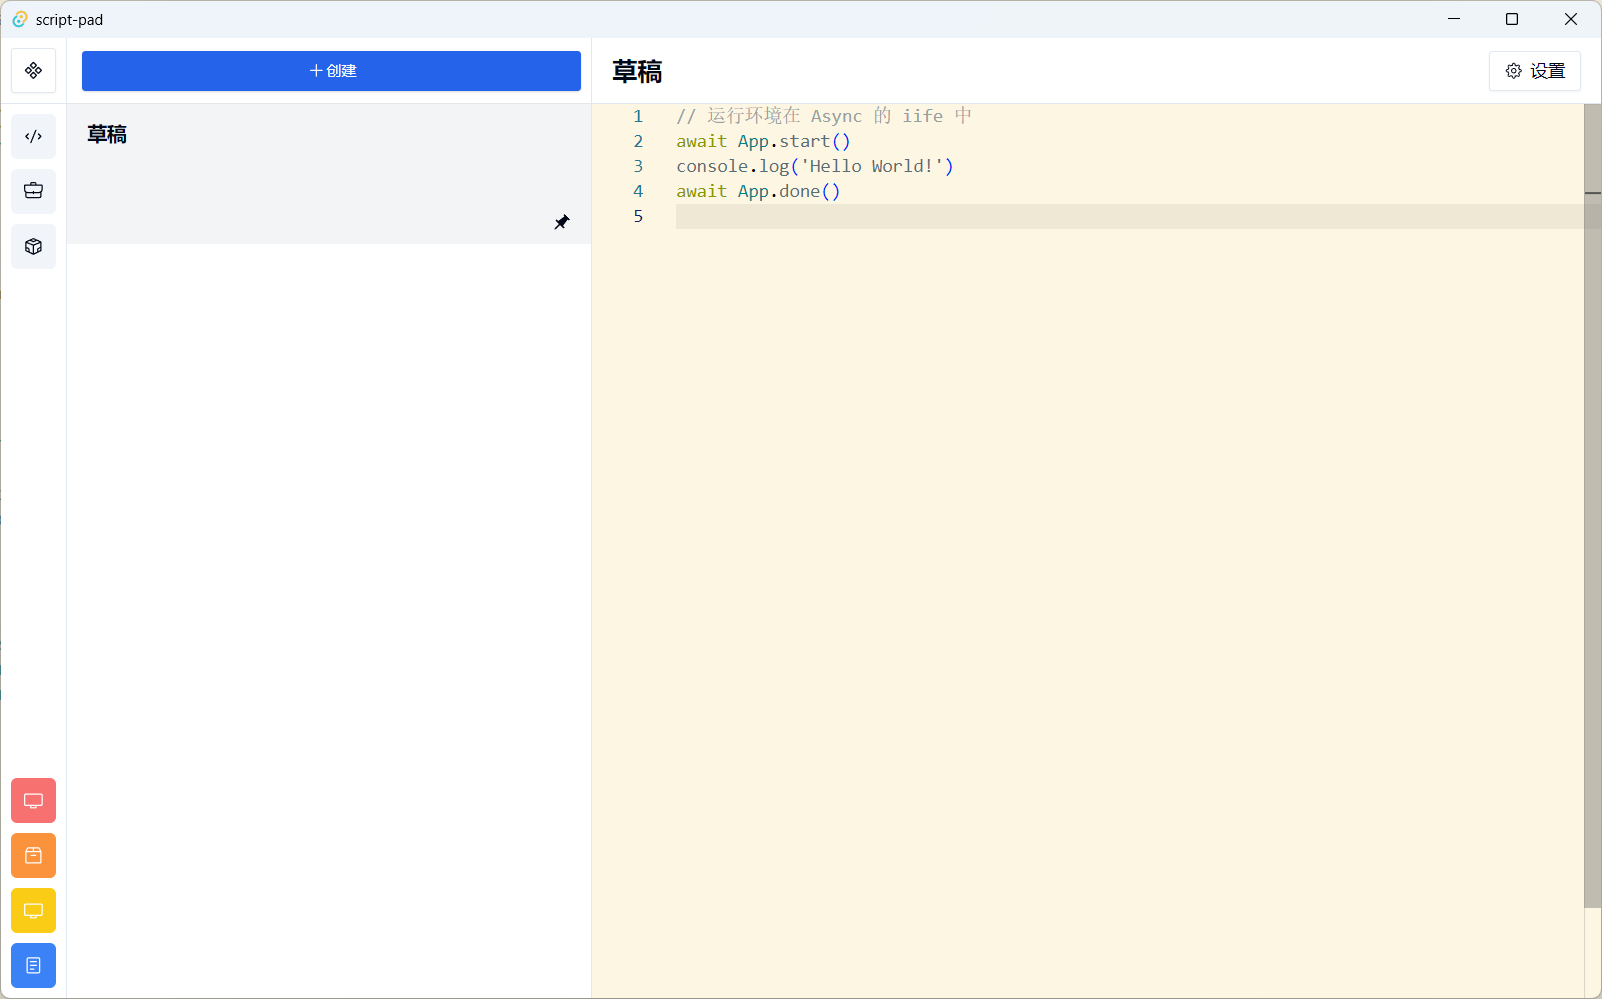 script-pad
创建
草稿
设置
草稿
1 // 运行环境在 Async 的 iife 中
2 await App.start()
3 console.log('Hello World!')
4 await App.done()
5